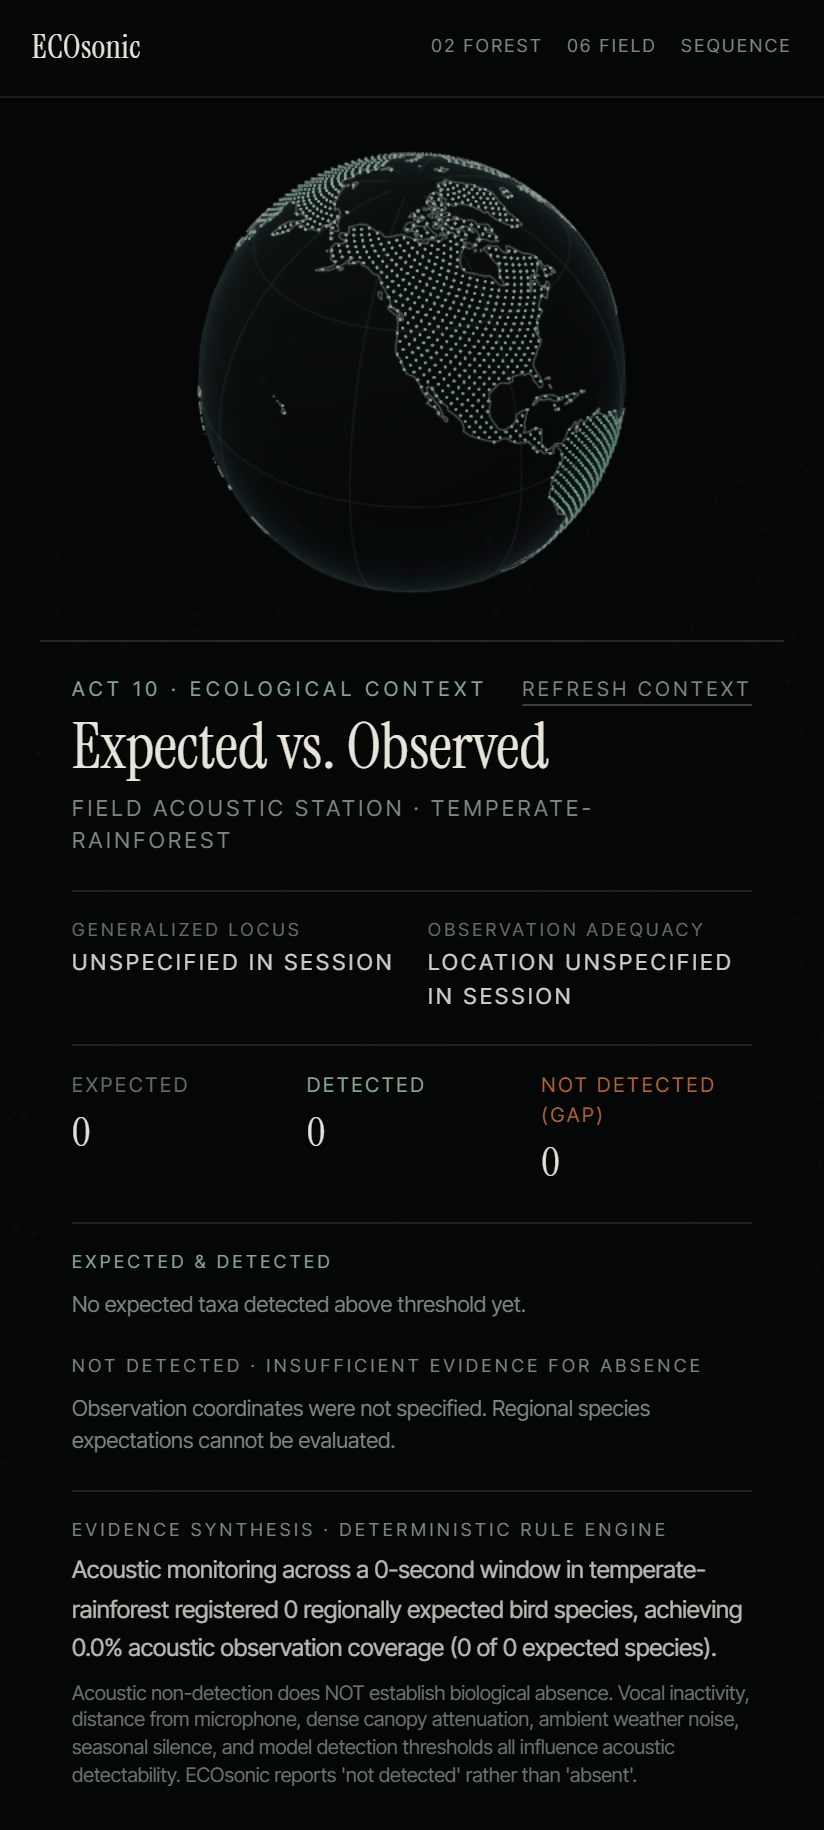 ECOsonic
02 FOREST 06 FIELD SEQUENCE
ACT 10 · ECOLOGICAL CONTEXT REFRESH CONTEXT
Expected vs. Observed
FIELD ACOUSTIC STATION · TEMPERATE-
RAINFOREST
GENERALIZED LOCUS
UNSPECIFIED IN SESSION
OBSERVATION ADEQUACY
LOCATION UNSPECIFIED
IN SESSION
EXPECTED
0
DETECTED
0
NOT DETECTED
(GAP)
0
EXPECTED & DETECTED
No expected taxa detected above threshold yet.
NOT DETECTED · INSUFFICIENT EVIDENCE FOR ABSENCE
Observation coordinates were not specified. Regional species
expectations cannot be evaluated.
EVIDENCE SYNTHESIS · DETERMINISTIC RULE ENGINE
Acoustic monitoring across a 0-second window in temperate-
rainforest registered 0 regionally expected bird species, achieving
0.0% acoustic observation coverage (0 of 0 expected species).
Acoustic non-detection does NOT establish biological absence. Vocal inactivity,
distance from microphone, dense canopy attenuation, ambient weather noise,
seasonal silence, and model detection thresholds all influence acoustic
detectability. ECOsonic reports 'not detected' rather than 'absent'.